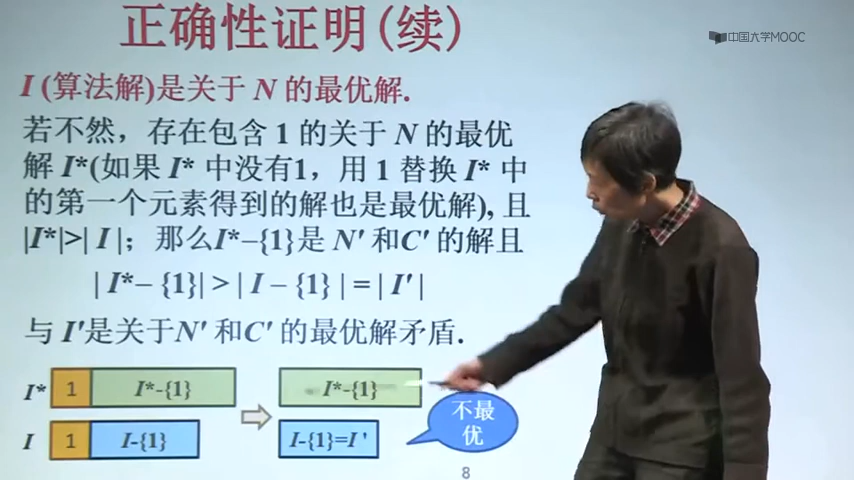 正确性证明(续)
中国大学MOOC
I (算法解)是关于 N 的最优解.
若不然，存在包含 1 的关于 N 的最优
解 I*(如果 I* 中没有1，用 1 替换 I* 中
的第一个元素得到的解也是最优解), 且
|I*|>| I |；那么I*–{1}是 N′ 和C′ 的解且
| I*– {1}| > | I – {1} | = | I′ |
与 I′是关于N′ 和C′ 的最优解矛盾.
I* 1 I*-{1} I*-{1}
不最
优
I 1 I-{1} I-{1}=I '
8